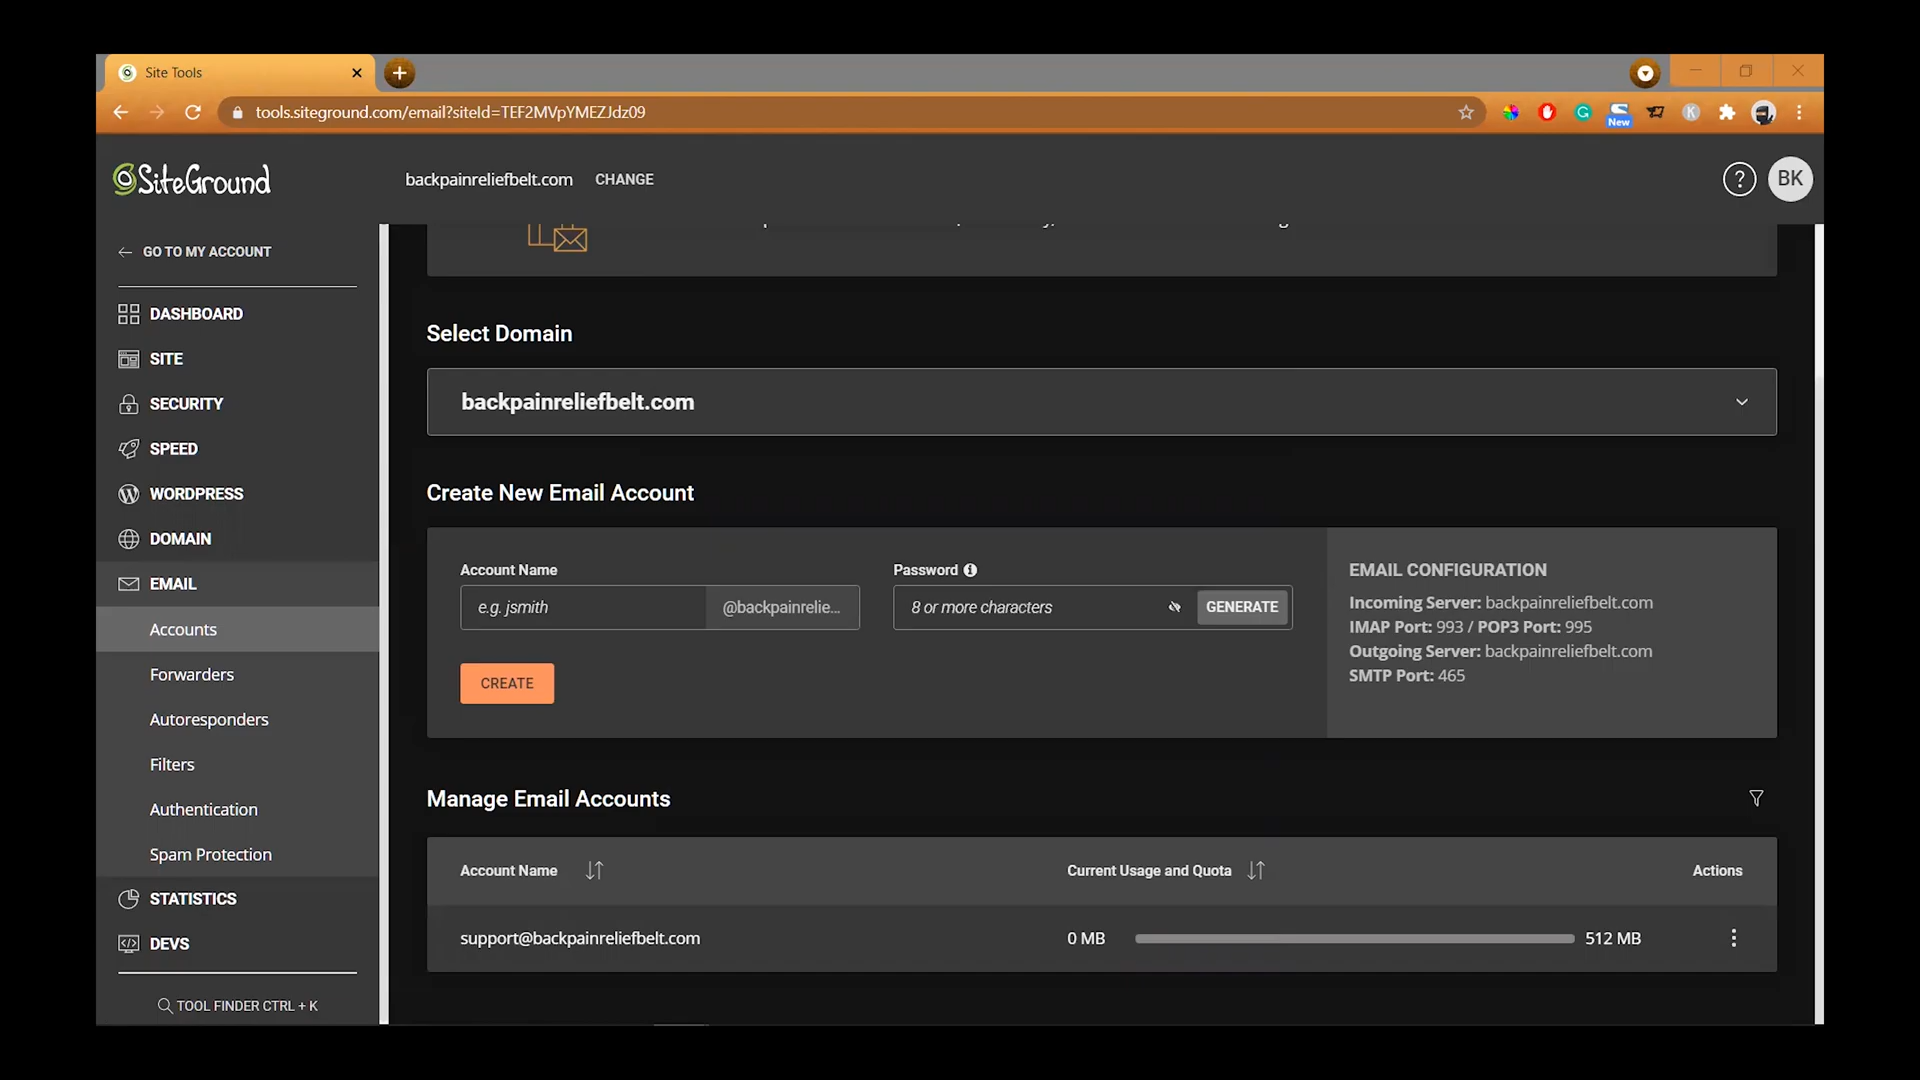 Site Tools
tools.siteground.com/email?siteId=TEF2MVpYMEZJdz09
New
SiteGround
backpainreliefbelt.com CHANGE
?
BK
GO TO MY ACCOUNT
DASHBOARD
SITE
SECURITY
SPEED
WORDPRESS
DOMAIN
EMAIL
Accounts
Forwarders
Autoresponders
Filters
Authentication
Spam Protection
STATISTICS
DEVS
TOOL FINDER CTRL + K
Select Domain
backpainreliefbelt.com
Create New Email Account
Account Name
e.g. jsmith @backpainrelie...
Password
8 or more characters GENERATE
CREATE
EMAIL CONFIGURATION
Incoming Server: backpainreliefbelt.com
IMAP Port: 993 / POP3 Port: 995
Outgoing Server: backpainreliefbelt.com
SMTP Port: 465
Manage Email Accounts
Account Name Current Usage and Quota Actions
support@backpainreliefbelt.com 0 MB 512 MB